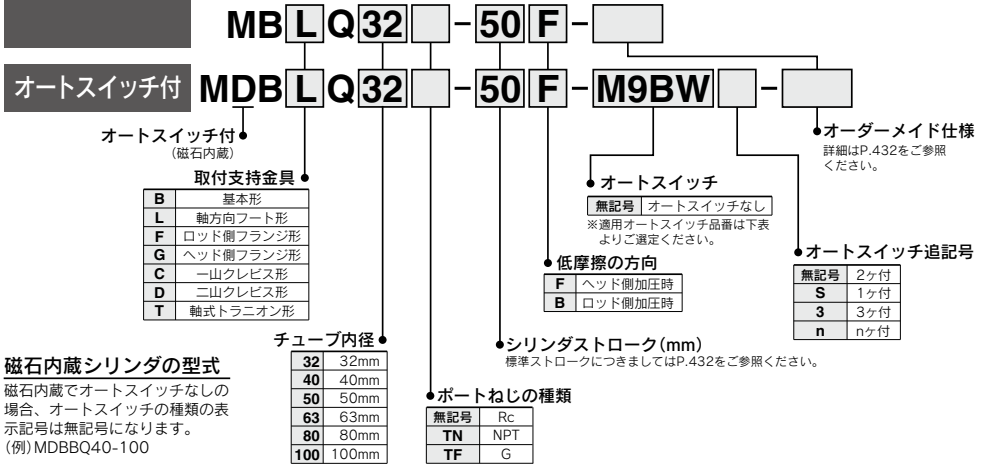 MB L Q 32 - 50 F -
オートスイッチ付 MDB L Q 32 - 50 F - M9BW -
オートスイッチ付
(磁石内蔵)
取付支持金具
B 基本形
L 軸方向フート形
F ロッド側フランジ形
G ヘッド側フランジ形
C 一山クレビス形
D 二山クレビス形
T 軸式トラニオン形
磁石内蔵シリンダの型式
磁石内蔵でオートスイッチなしの
場合、オートスイッチの種類の表
示記号は無記号になります。
(例)MDBBQ40-100
チューブ内径
32 32mm
40 40mm
50 50mm
63 63mm
80 80mm
100 100mm
ポートねじの種類
無記号 Rc
TN NPT
TF G
シリンダストローク(mm)
標準ストロークにつきましてはP.432をご参照ください。
低摩擦の方向
F ヘッド側加圧時
B ロッド側加圧時
オートスイッチ
無記号 オートスイッチなし
※適用オートスイッチ品番は下表
よりご選定ください。
オートスイッチ追記号
無記号 2ヶ付
S 1ヶ付
3 3ヶ付
n nヶ付
オーダーメイド仕様
詳細はP.432をご参照
ください。